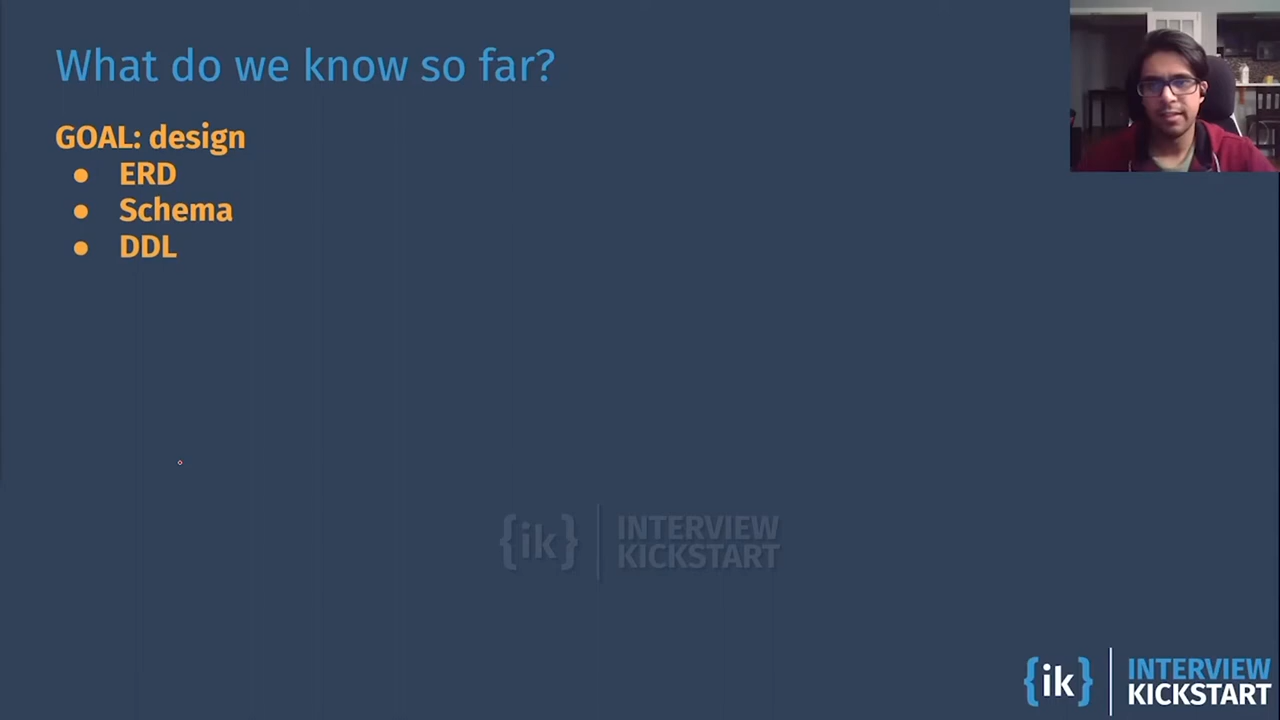 What do we know so far?
GOAL: design
● ERD
● Schema
● DDL
{ik} INTERVIEW
KICKSTART
{ik} INTERVIEW
KICKSTART